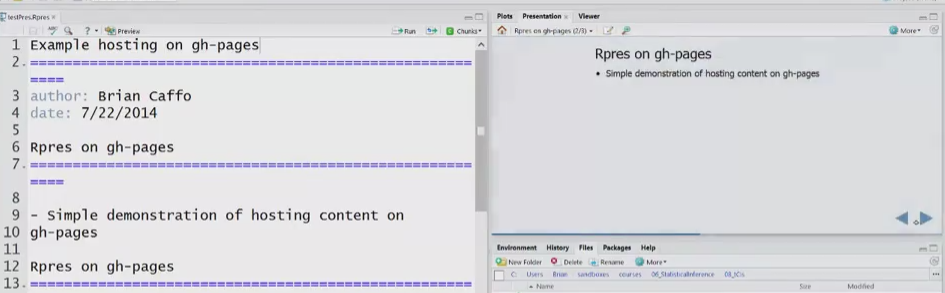 testPres.Rpres
Preview
Run
Chunks
1 Example hosting on gh-pages
2 ====================================================
====
3 author: Brian Caffo
4 date: 7/22/2014
5
6 Rpres on gh-pages
7 ====================================================
====
8
9 - Simple demonstration of hosting content on
10 gh-pages
11
12 Rpres on gh-pages
13 ====================================================
Plots Presentation Viewer
Rpres on gh-pages (2/3) More
Rpres on gh-pages
• Simple demonstration of hosting content on gh-pages
Environment History Files Packages Help
New Folder Delete Rename More
C: Users Brian sandboxes courses 06_StatisticalInference
Name Size Modified